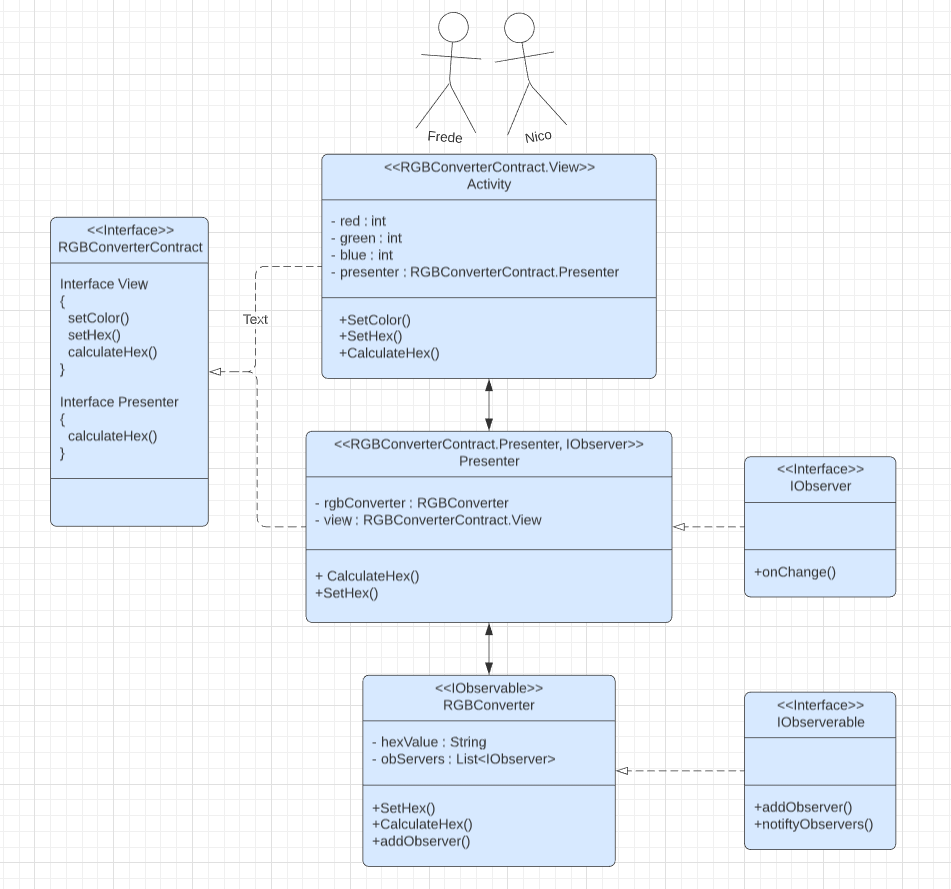 Frede
Nico
<<RGBConverterContract.View>>
Activity
- red : int
- green : int
- blue : int
- presenter : RGBConverterContract.Presenter
+SetColor()
+SetHex()
+CalculateHex()
<<Interface>>
RGBConverterContract
Interface View
{
setColor()
setHex()
calculateHex()
}
Interface Presenter
{
calculateHex()
}
Text
<<RGBConverterContract.Presenter, IObserver>>
Presenter
- rgbConverter : RGBConverter
- view : RGBConverterContract.View
+ CalculateHex()
+SetHex()
<<Interface>>
IObserver
+onChange()
<<IObservable>>
RGBConverter
- hexValue : String
- obServers : List<IObserver>
+SetHex()
+CalculateHex()
+addObserver()
<<Interface>>
IObserverable
+addObserver()
+notiftyObservers()